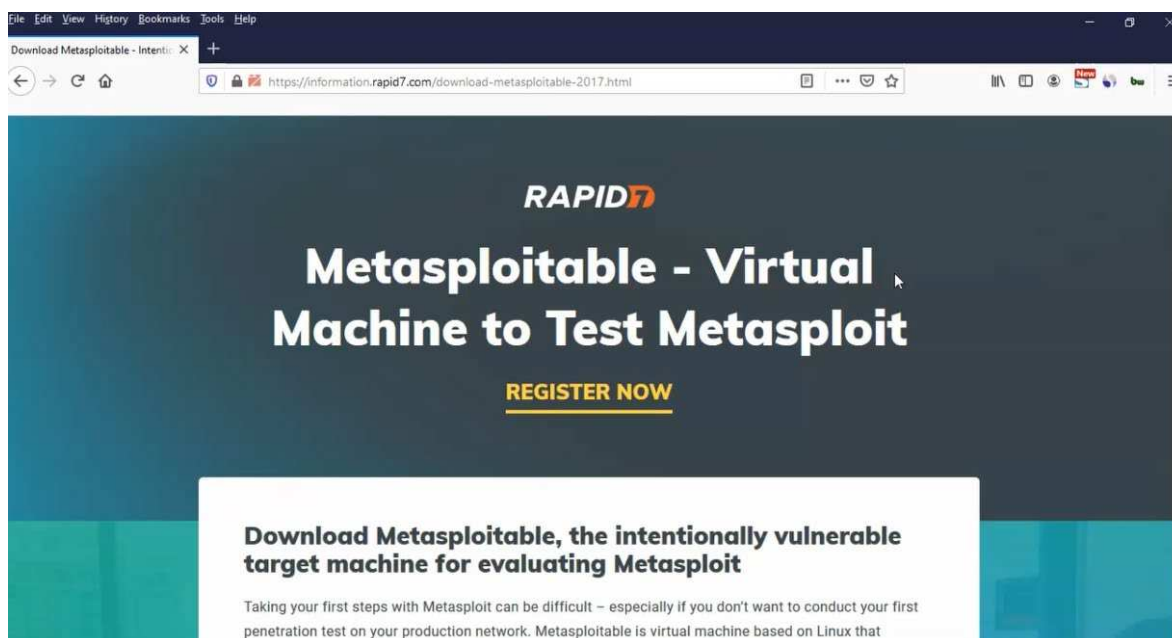 File Edit View History Bookmarks Tools Help
Download Metasploitable - Intentio
https://information.rapid7.com/download-metasploitable-2017.html
New
RAPID7
Metasploitable - Virtual
Machine to Test Metasploit
REGISTER NOW
Download Metasploitable, the intentionally vulnerable
target machine for evaluating Metasploit
Taking your first steps with Metasploit can be difficult – especially if you don't want to conduct your first
penetration test on your production network. Metasploitable is virtual machine based on Linux that